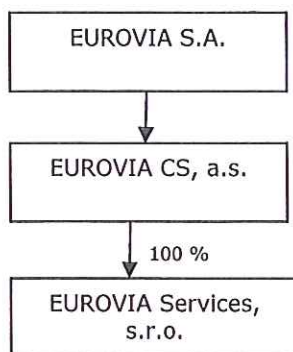 EUROVIA S.A.
EUROVIA CS, a.s.
100 %
EUROVIA Services,
s.r.o.